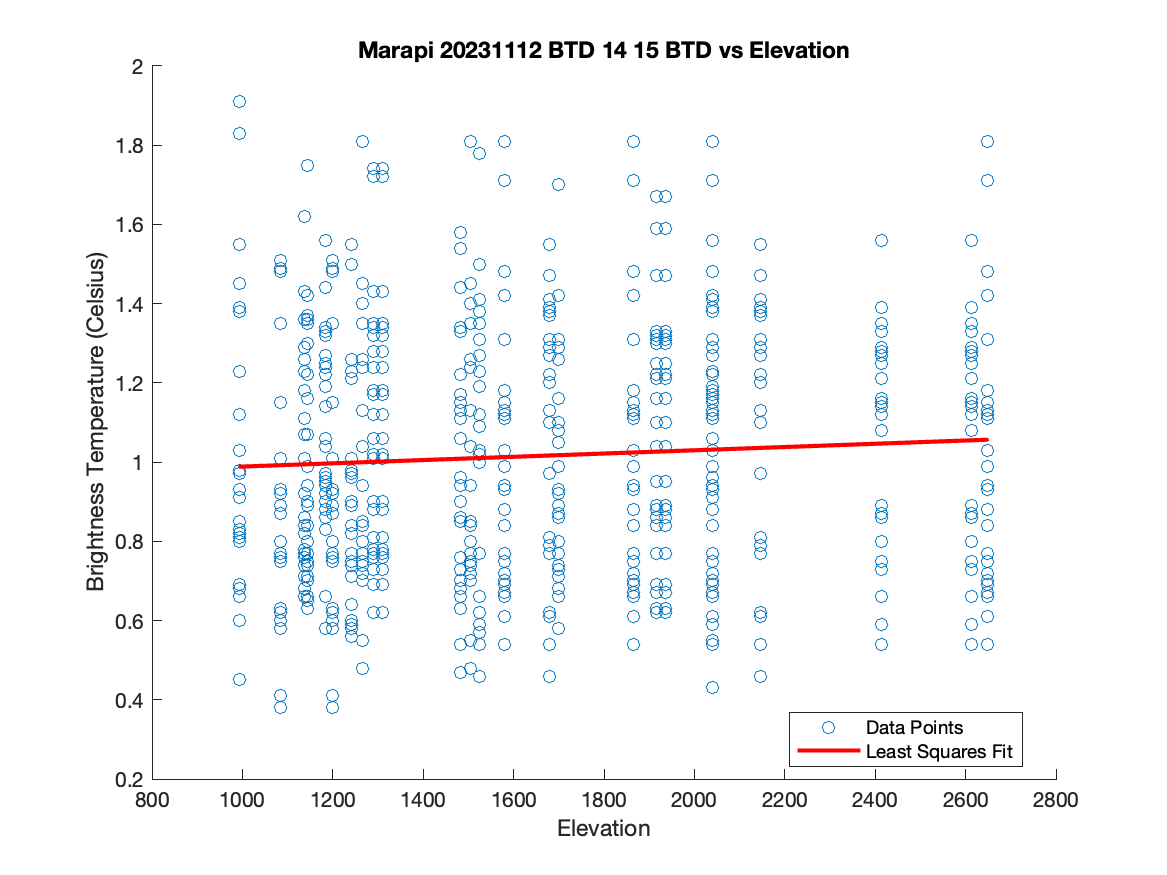 Marapi 20231112 BTD 14 15 BTD vs Elevation
2
1.8
1.6
1.4
1.2
1
0.8
0.6
0.4
0.2
Brightness Temperature (Celsius)
Data Points
Least Squares Fit
800 1000 1200 1400 1600 1800 2000 2200 2400 2600 2800
Elevation